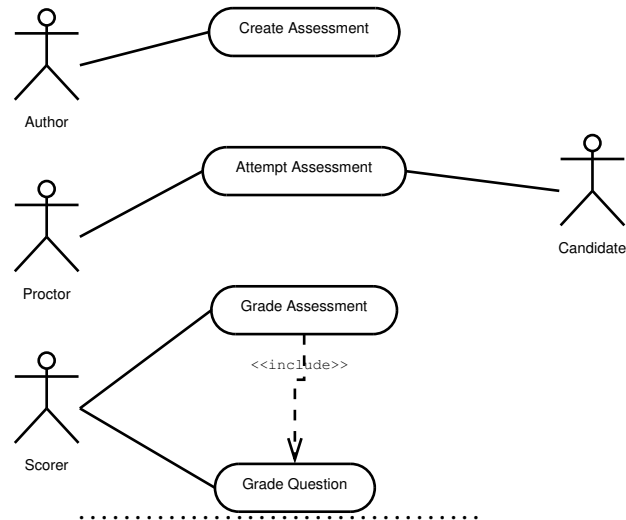 Create Assessment
Author
Attempt Assessment
Candidate
Proctor
Grade Assessment
<<include>>
Scorer
Grade Question